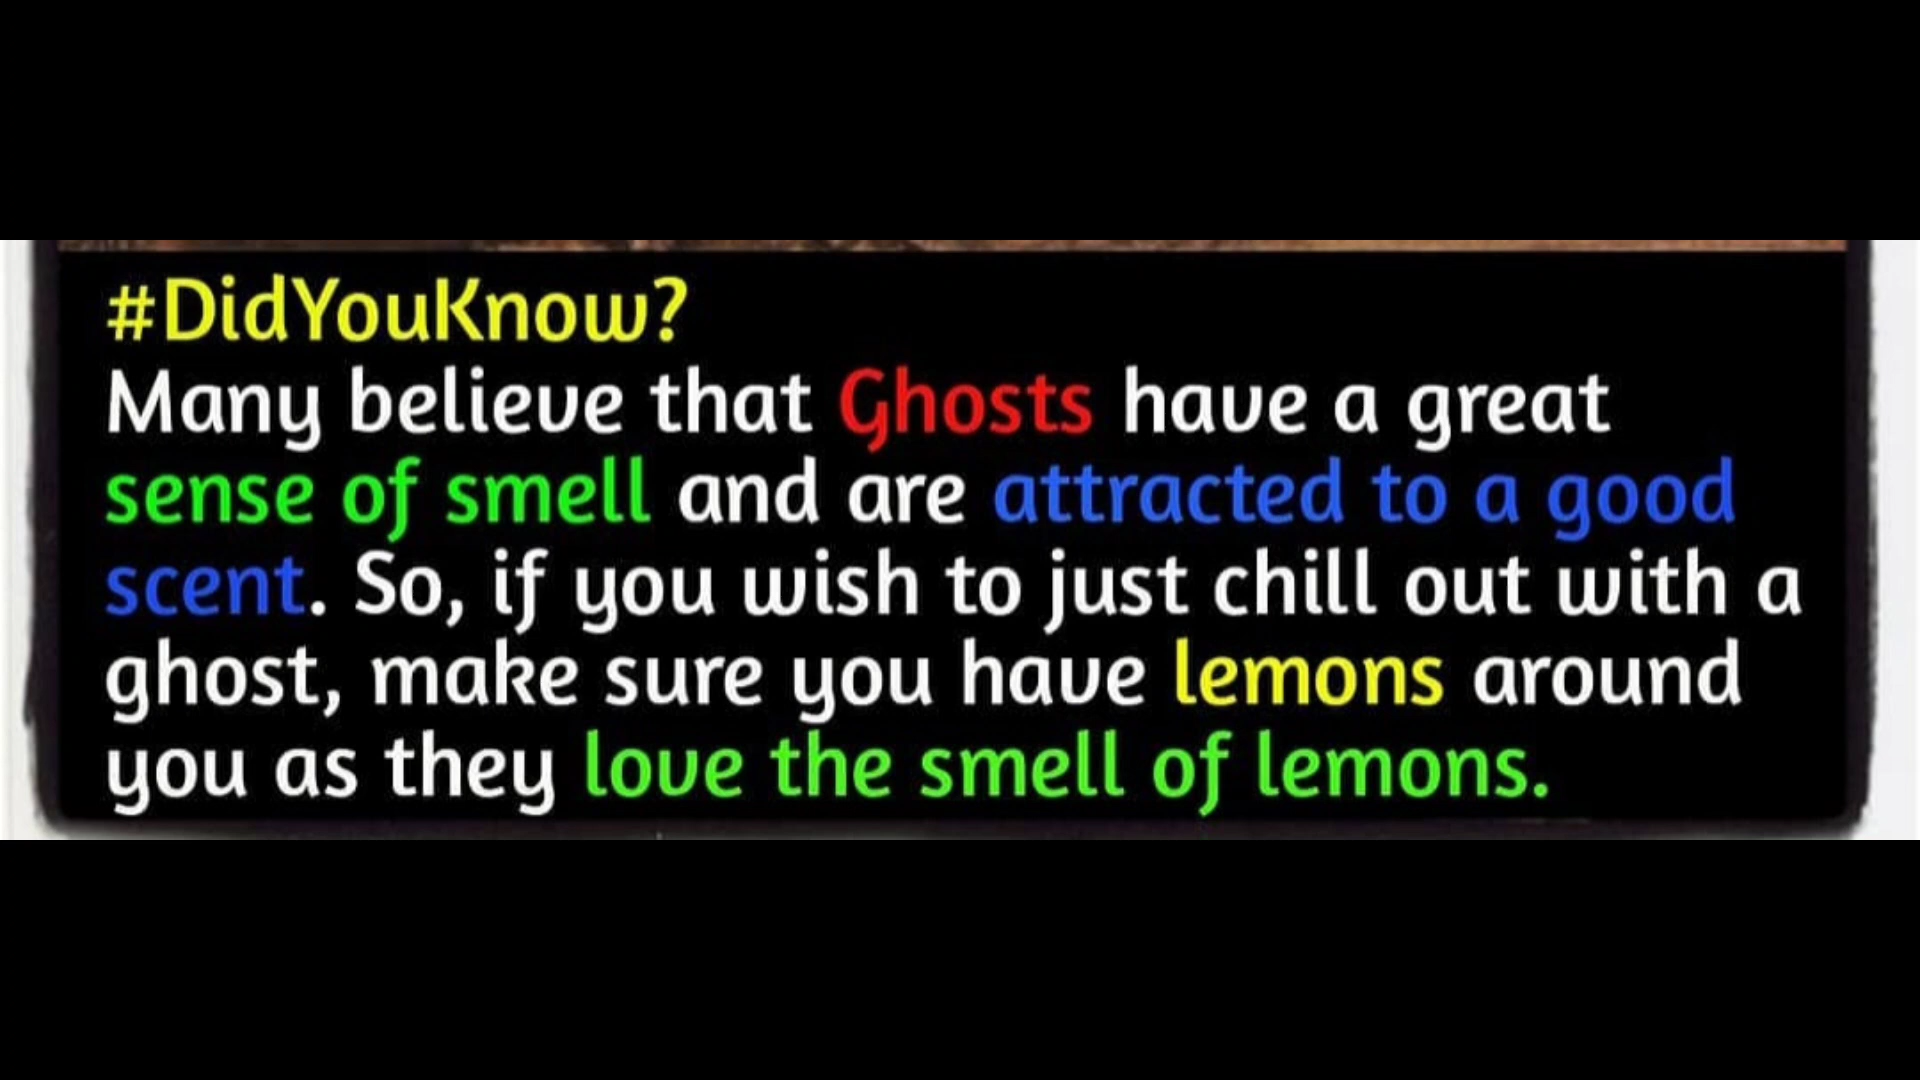 #DidYouKnow?
Many believe that Ghosts have a great
sense of smell and are attracted to a good
scent. So, if you wish to just chill out with a
ghost, make sure you have lemons around
you as they love the smell of lemons.